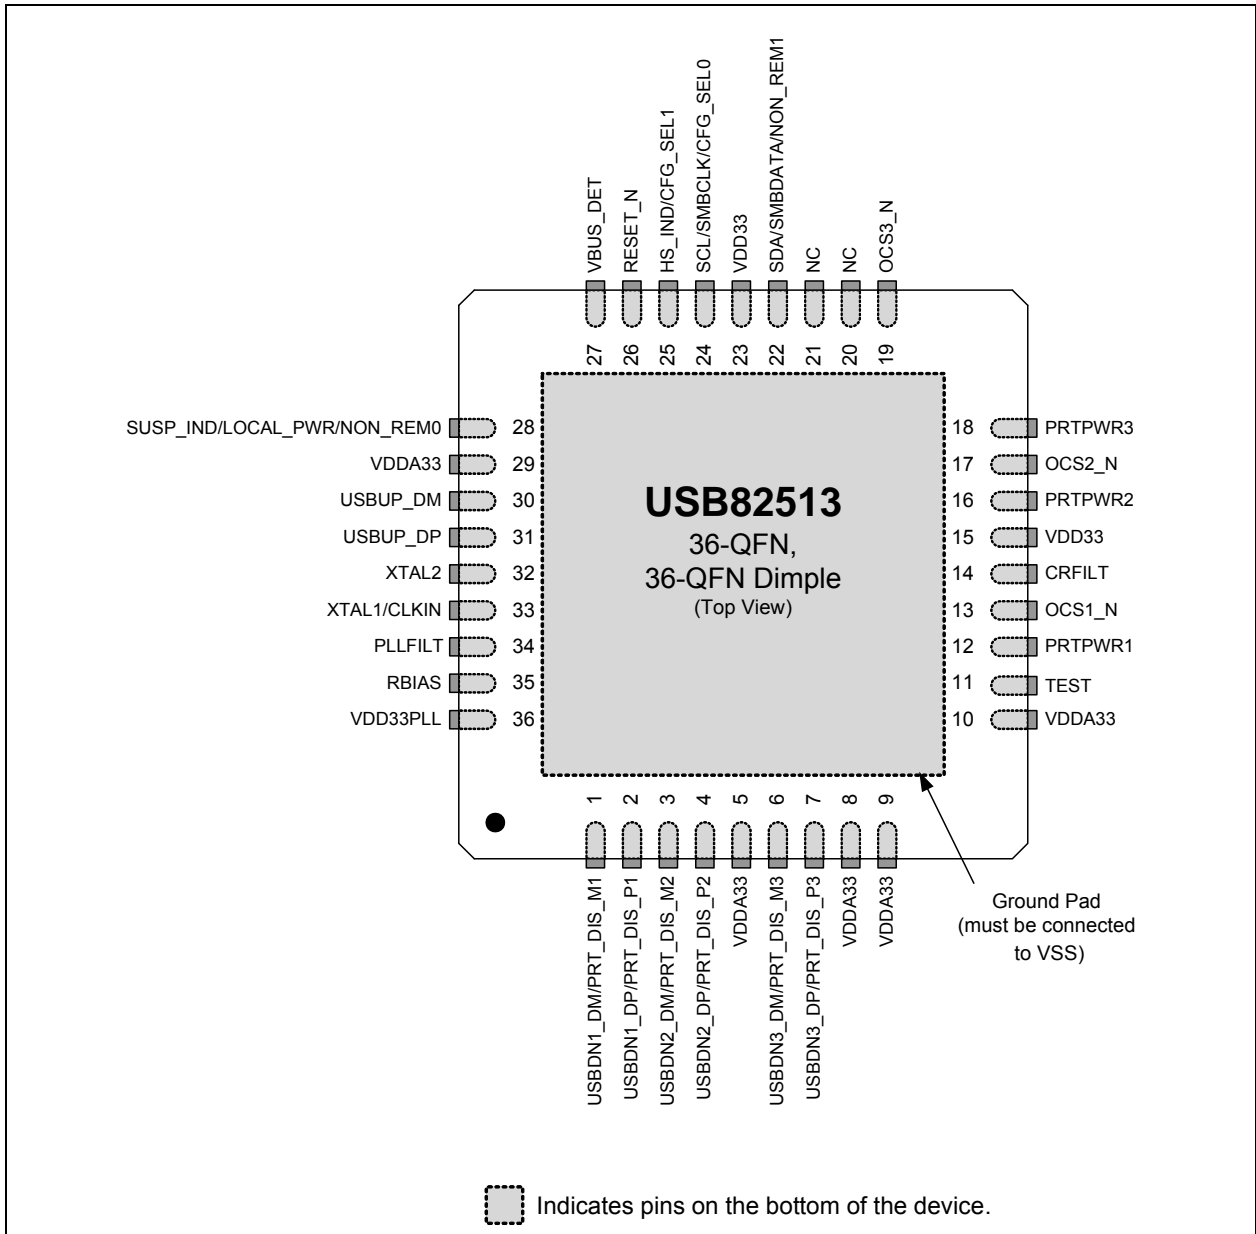 VBUS_DET
RESET_N
HS_IND/CFG_SEL1
SCL/SMBCLK/CFG_SEL0
VDD33
SDA/SMBDATA/NON_REM1
NC
NC
OCS3_N
27
26
25
24
23
22
21
20
19
SUSP_IND/LOCAL_PWR/NON_REM0 28
VDDA33 29
USBUP_DM 30
USBUP_DP 31
XTAL2 32
XTAL1/CLKIN 33
PLLFILT 34
RBIAS 35
VDD33PLL 36
USB82513
36-QFN,
36-QFN Dimple
(Top View)
18 PRTPWR3
17 OCS2_N
16 PRTPWR2
15 VDD33
14 CRFILT
13 OCS1_N
12 PRTPWR1
11 TEST
10 VDDA33
1
2
3
4
5
6
7
8
9
USBDN1_DM/PRT_DIS_M1
USBDN1_DP/PRT_DIS_P1
USBDN2_DM/PRT_DIS_M2
USBDN2_DP/PRT_DIS_P2
VDDA33
USBDN3_DM/PRT_DIS_M3
USBDN3_DP/PRT_DIS_P3
VDDA33
VDDA33
Ground Pad
(must be connected
to VSS)
Indicates pins on the bottom of the device.